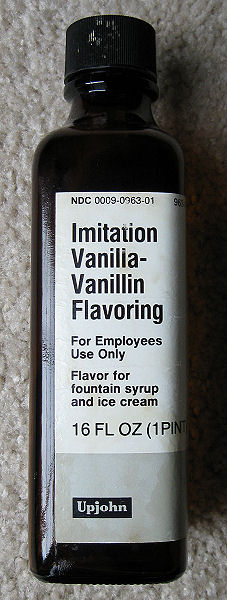 NDC 0009-0963-01
Imitation
Vanilla-
Vanillin
Flavoring
For Employees
Use Only
Flavor for
fountain syrup
and ice cream
16 FL OZ (1PINT
Upjohn